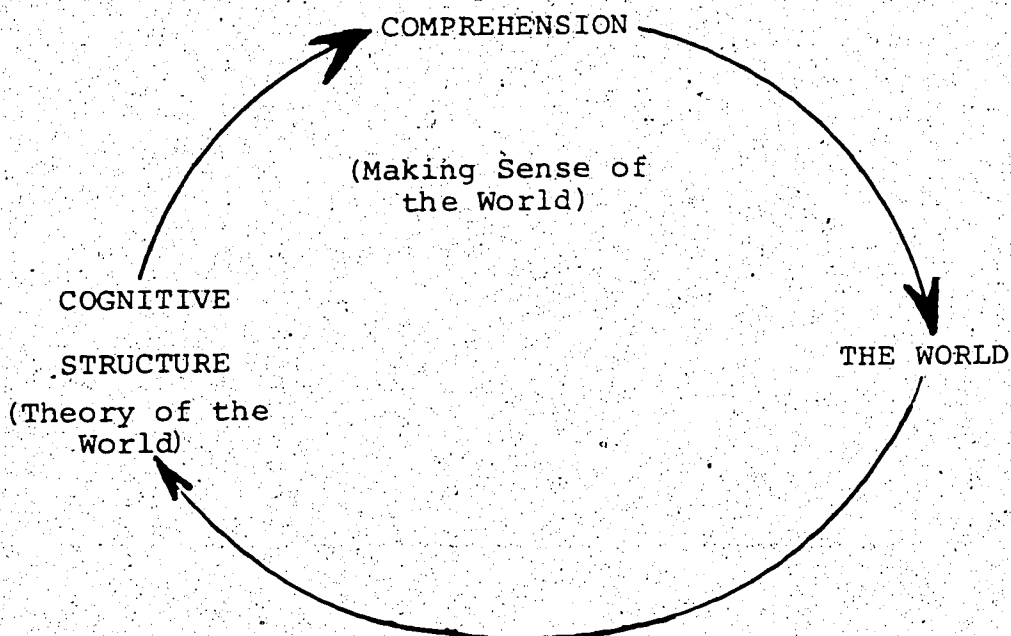 COMPREHENSION
(Making Sense of
the World)
COGNITIVE
STRUCTURE
(Theory of the
World)
THE WORLD